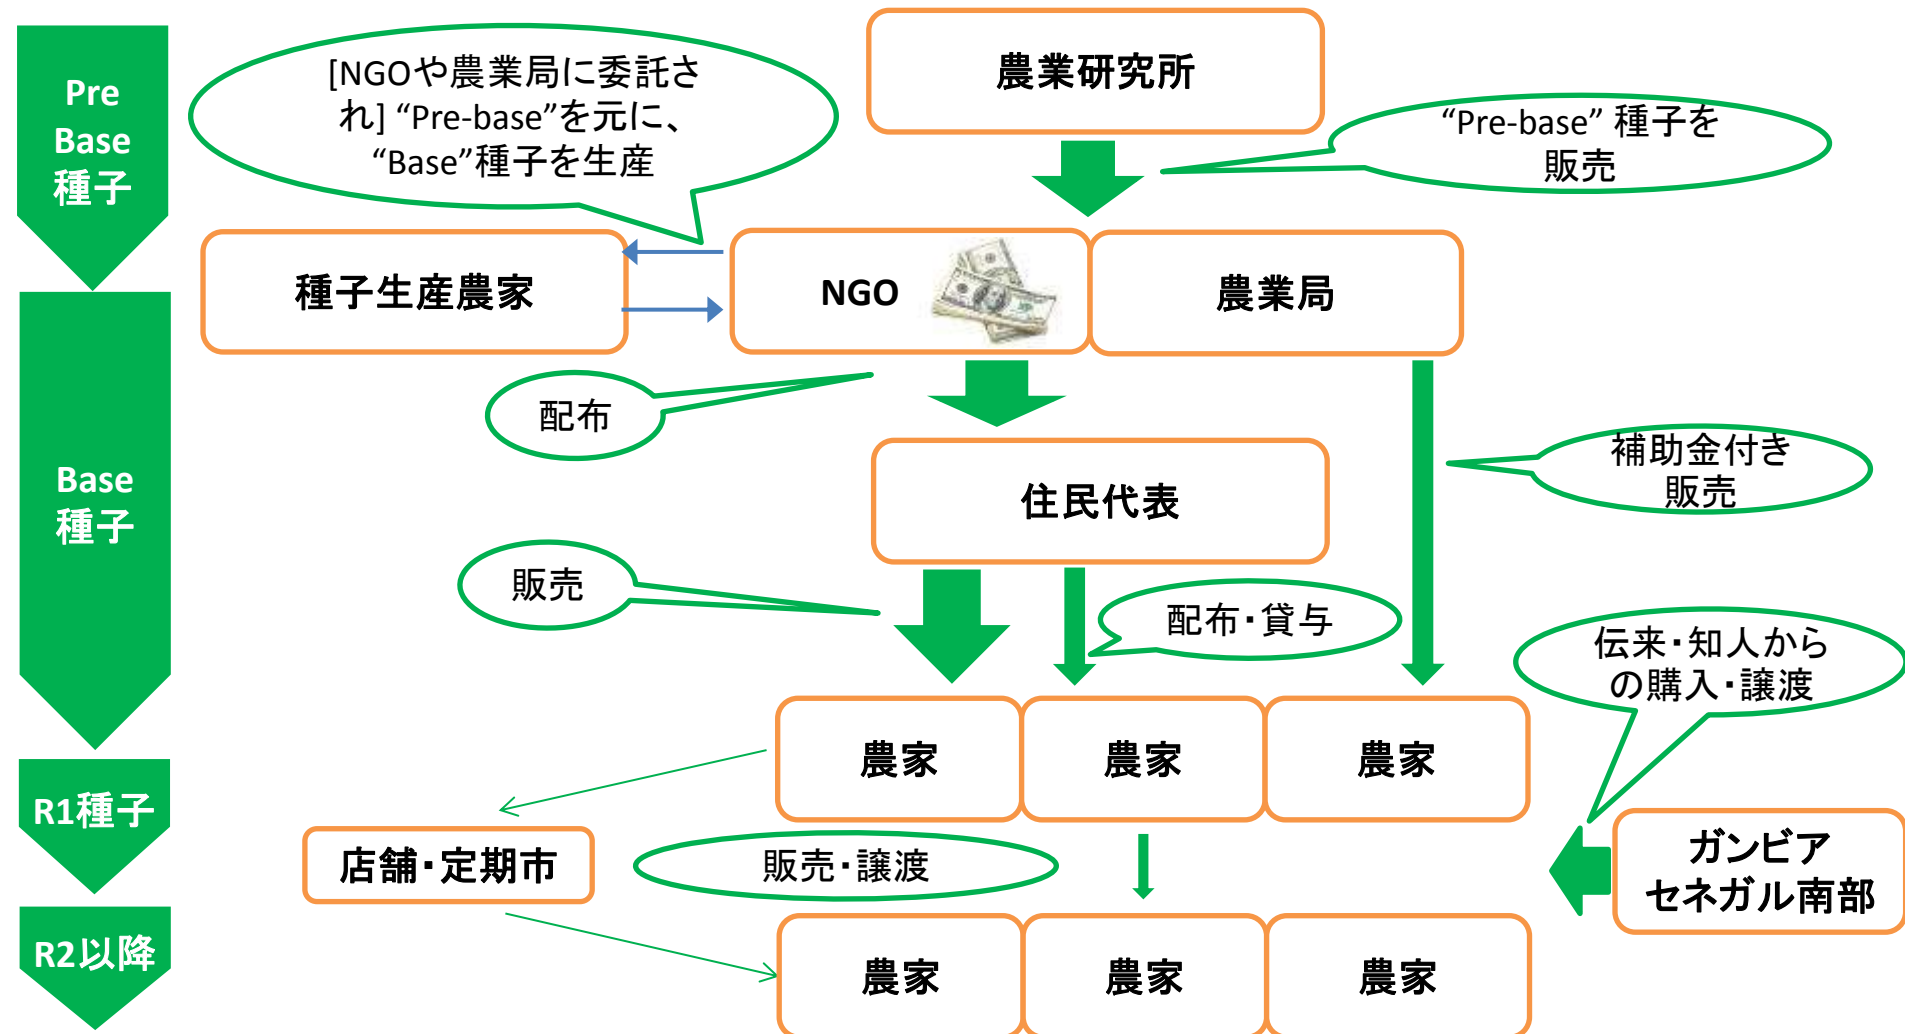 Pre
Base
種子
[NGOや農業局に委託さ
れ] “Pre-base”を元に、
“Base”種子を生産
農業研究所
“Pre-base” 種子を
販売
種子生産農家
NGO
農業局
配布
補助金付き
販売
Base
種子
住民代表
販売
配布・貸与
伝来・知人から
の購入・譲渡
農家
農家
農家
R1種子
店舗・定期市
販売・譲渡
ガンビア
セネガル南部
R2以降
農家
農家
農家